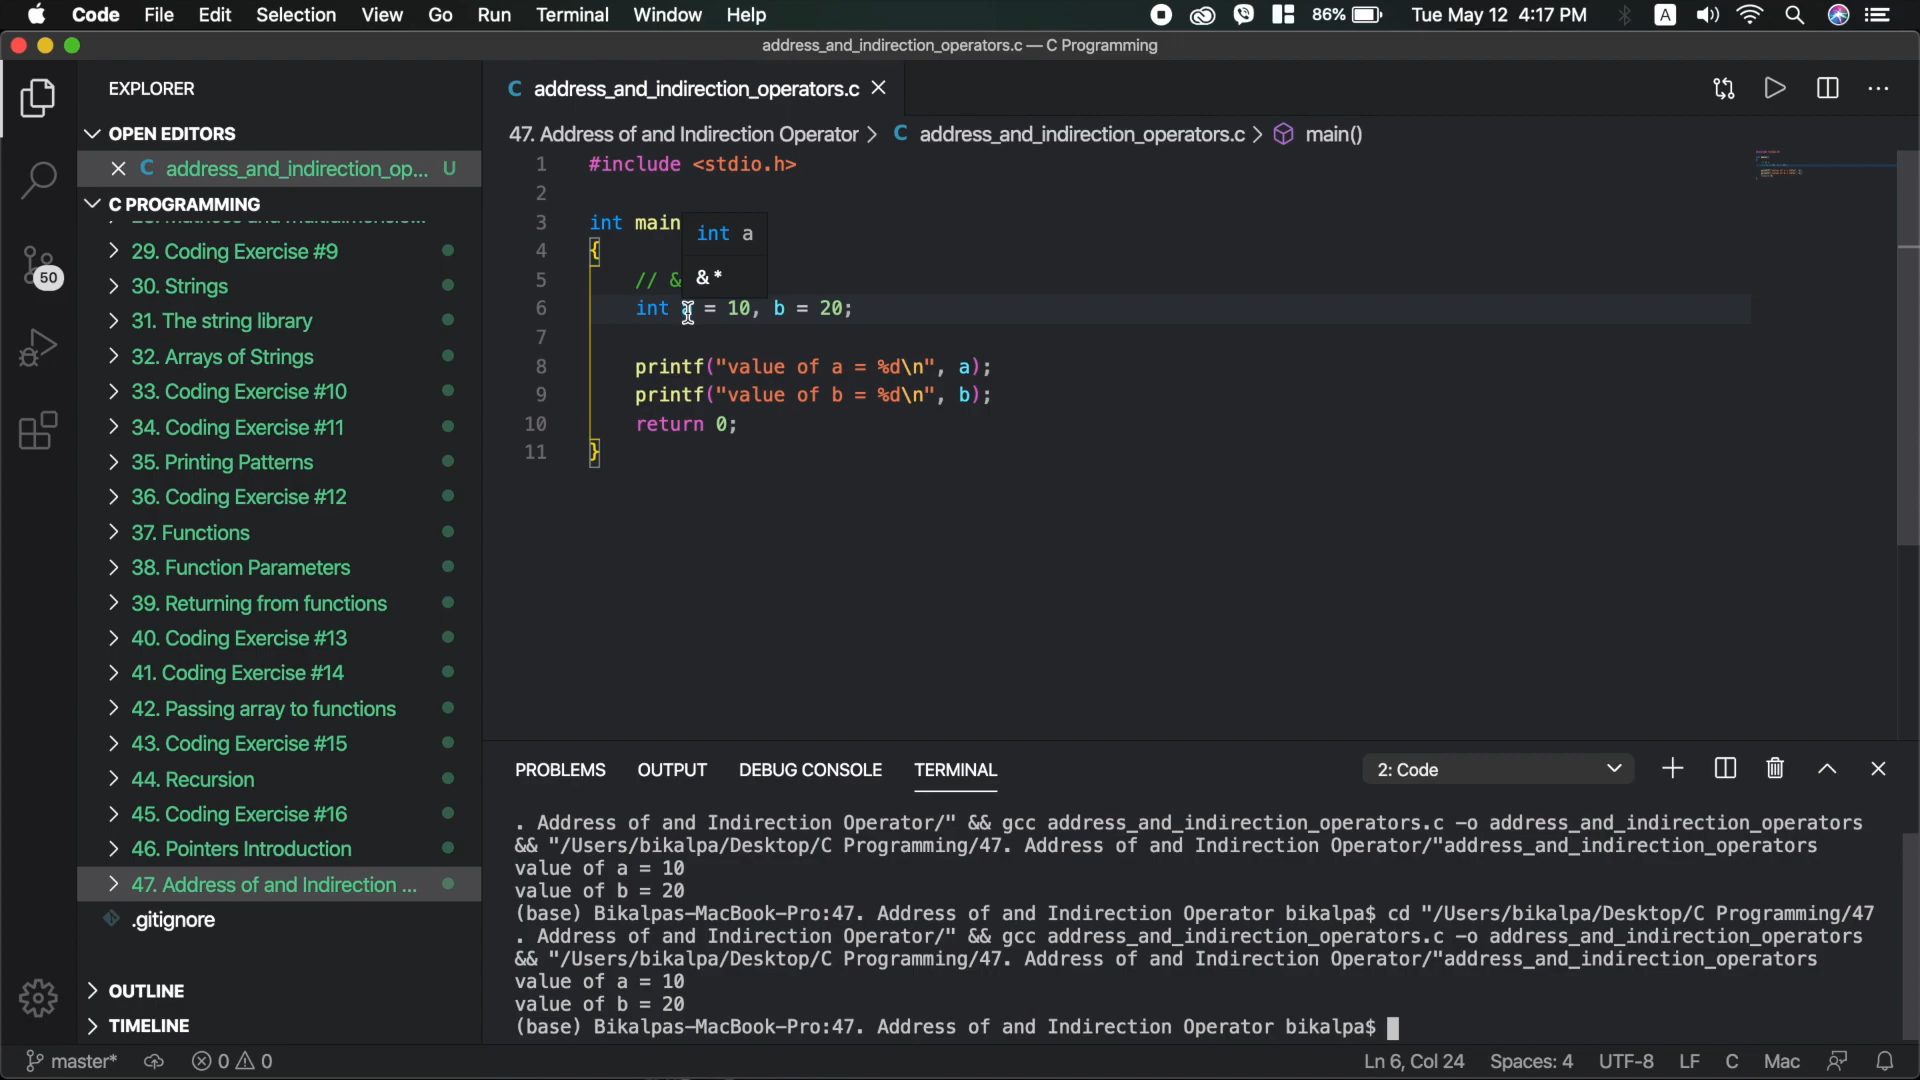 Code File Edit Selection View Go Run Terminal Window Help 86% Tue May 12 4:17 PM A
address_and_indirection_operators.c — C Programming
EXPLORER
OPEN EDITORS
address_and_indirection_op... U
C PROGRAMMING
29. Coding Exercise #9
30. Strings
31. The string library
32. Arrays of Strings
33. Coding Exercise #10
34. Coding Exercise #11
35. Printing Patterns
36. Coding Exercise #12
37. Functions
38. Function Parameters
39. Returning from functions
40. Coding Exercise #13
41. Coding Exercise #14
42. Passing array to functions
43. Coding Exercise #15
44. Recursion
45. Coding Exercise #16
46. Pointers Introduction
47. Address of and Indirection ...
.gitignore
OUTLINE
TIMELINE
50
C address_and_indirection_operators.c
47. Address of and Indirection Operator > C address_and_indirection_operators.c > main()
1 #include <stdio.h>
2
3 int main
4 {
5 // &
6 int a = 10, b = 20;
7
8 printf("value of a = %d\n", a);
9 printf("value of b = %d\n", b);
10 return 0;
11 }
int a
&*
PROBLEMS OUTPUT DEBUG CONSOLE TERMINAL 2: Code
. Address of and Indirection Operator/" && gcc address_and_indirection_operators.c -o address_and_indirection_operators
&& "/Users/bikalpa/Desktop/C Programming/47. Address of and Indirection Operator/"address_and_indirection_operators
value of a = 10
value of b = 20
(base) Bikalpas-MacBook-Pro:47. Address of and Indirection Operator bikalpa$ cd "/Users/bikalpa/Desktop/C Programming/47
. Address of and Indirection Operator/" && gcc address_and_indirection_operators.c -o address_and_indirection_operators
&& "/Users/bikalpa/Desktop/C Programming/47. Address of and Indirection Operator/"address_and_indirection_operators
value of a = 10
value of b = 20
(base) Bikalpas-MacBook-Pro:47. Address of and Indirection Operator bikalpa$
master* 0 0 Ln 6, Col 24 Spaces: 4 UTF-8 LF C Mac